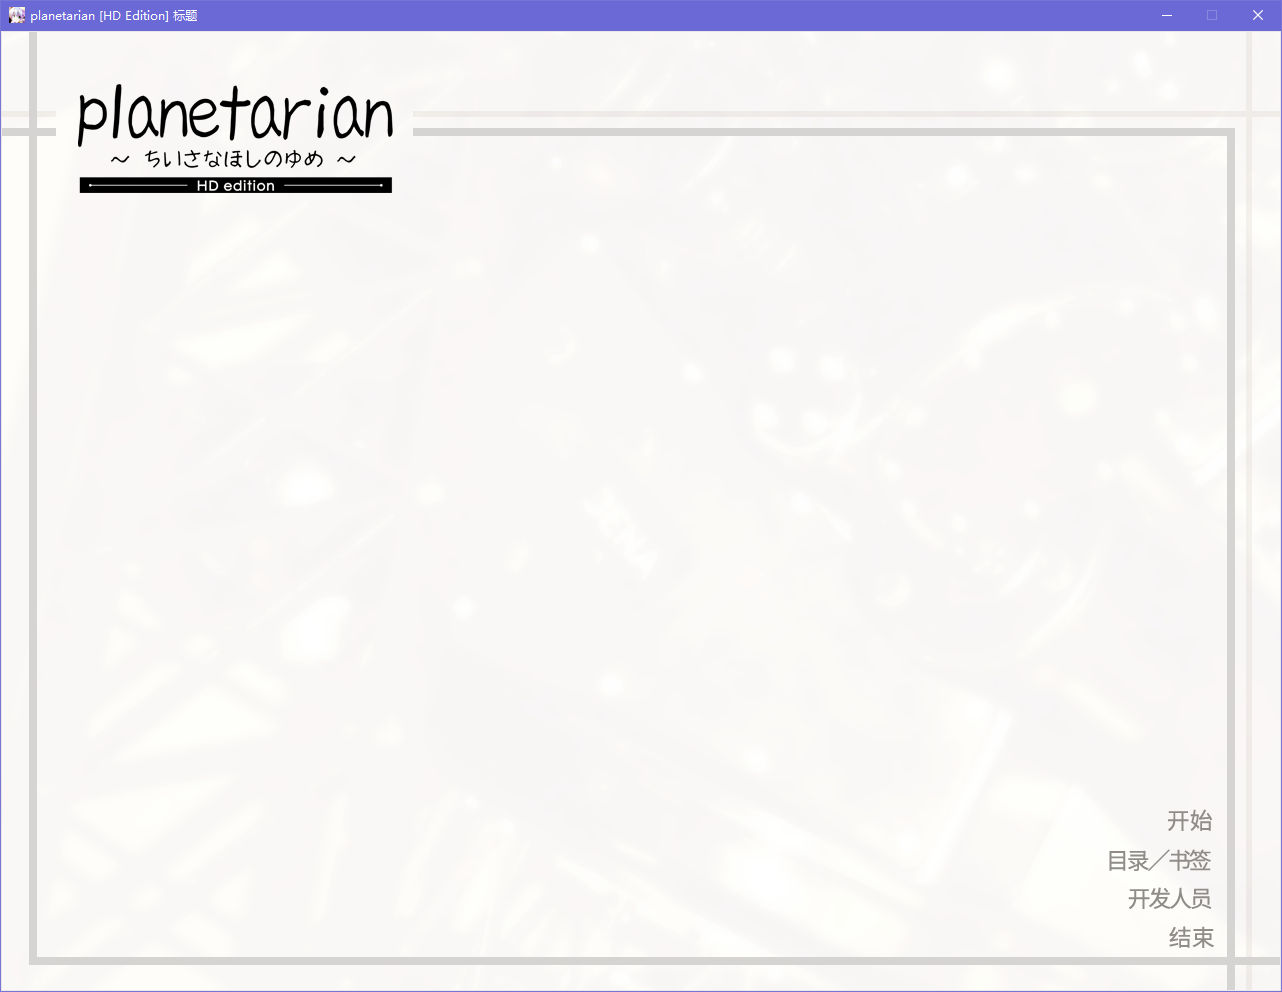 planetarian [HD Edition] 标题
planetarian
～ ちいさなほしのゆめ ～
HD edition
开始
目录／书签
开发人员
结束